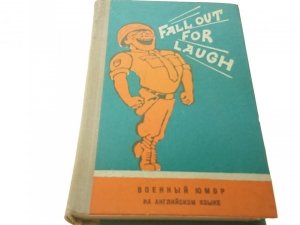 FALL OUT
FOR
LAUGH
ВОЕННЫЙ ЮМОР
НА АНГЛИЙСКОМ ЯЗЫКЕ